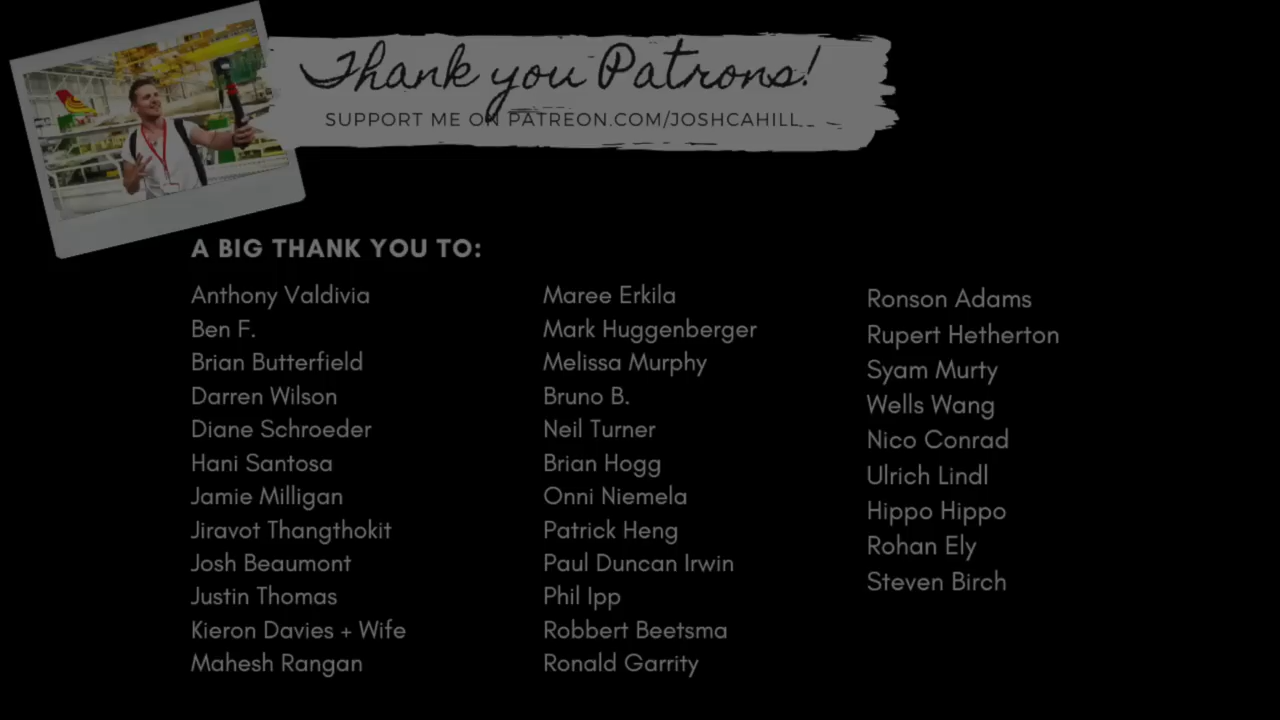 Thank you Patrons!
SUPPORT ME ON PATREON.COM/JOSHCAHILL
A BIG THANK YOU TO:
Anthony Valdivia
Ben F.
Brian Butterfield
Darren Wilson
Diane Schroeder
Hani Santosa
Jamie Milligan
Jiravot Thangthokit
Josh Beaumont
Justin Thomas
Kieron Davies + Wife
Mahesh Rangan
Maree Erkila
Mark Huggenberger
Melissa Murphy
Bruno B.
Neil Turner
Brian Hogg
Onni Niemela
Patrick Heng
Paul Duncan Irwin
Phil Ipp
Robbert Beetsma
Ronald Garrity
Ronson Adams
Rupert Hetherton
Syam Murty
Wells Wang
Nico Conrad
Ulrich Lindl
Hippo Hippo
Rohan Ely
Steven Birch